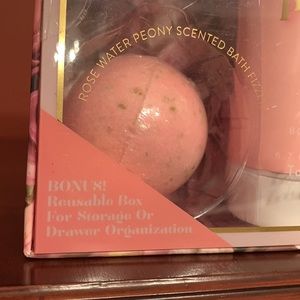 ROSE WATER PEONY SCENTED BATH FIZZ
BONUS!
Reusable Box
For Storage Or
Drawer Organization